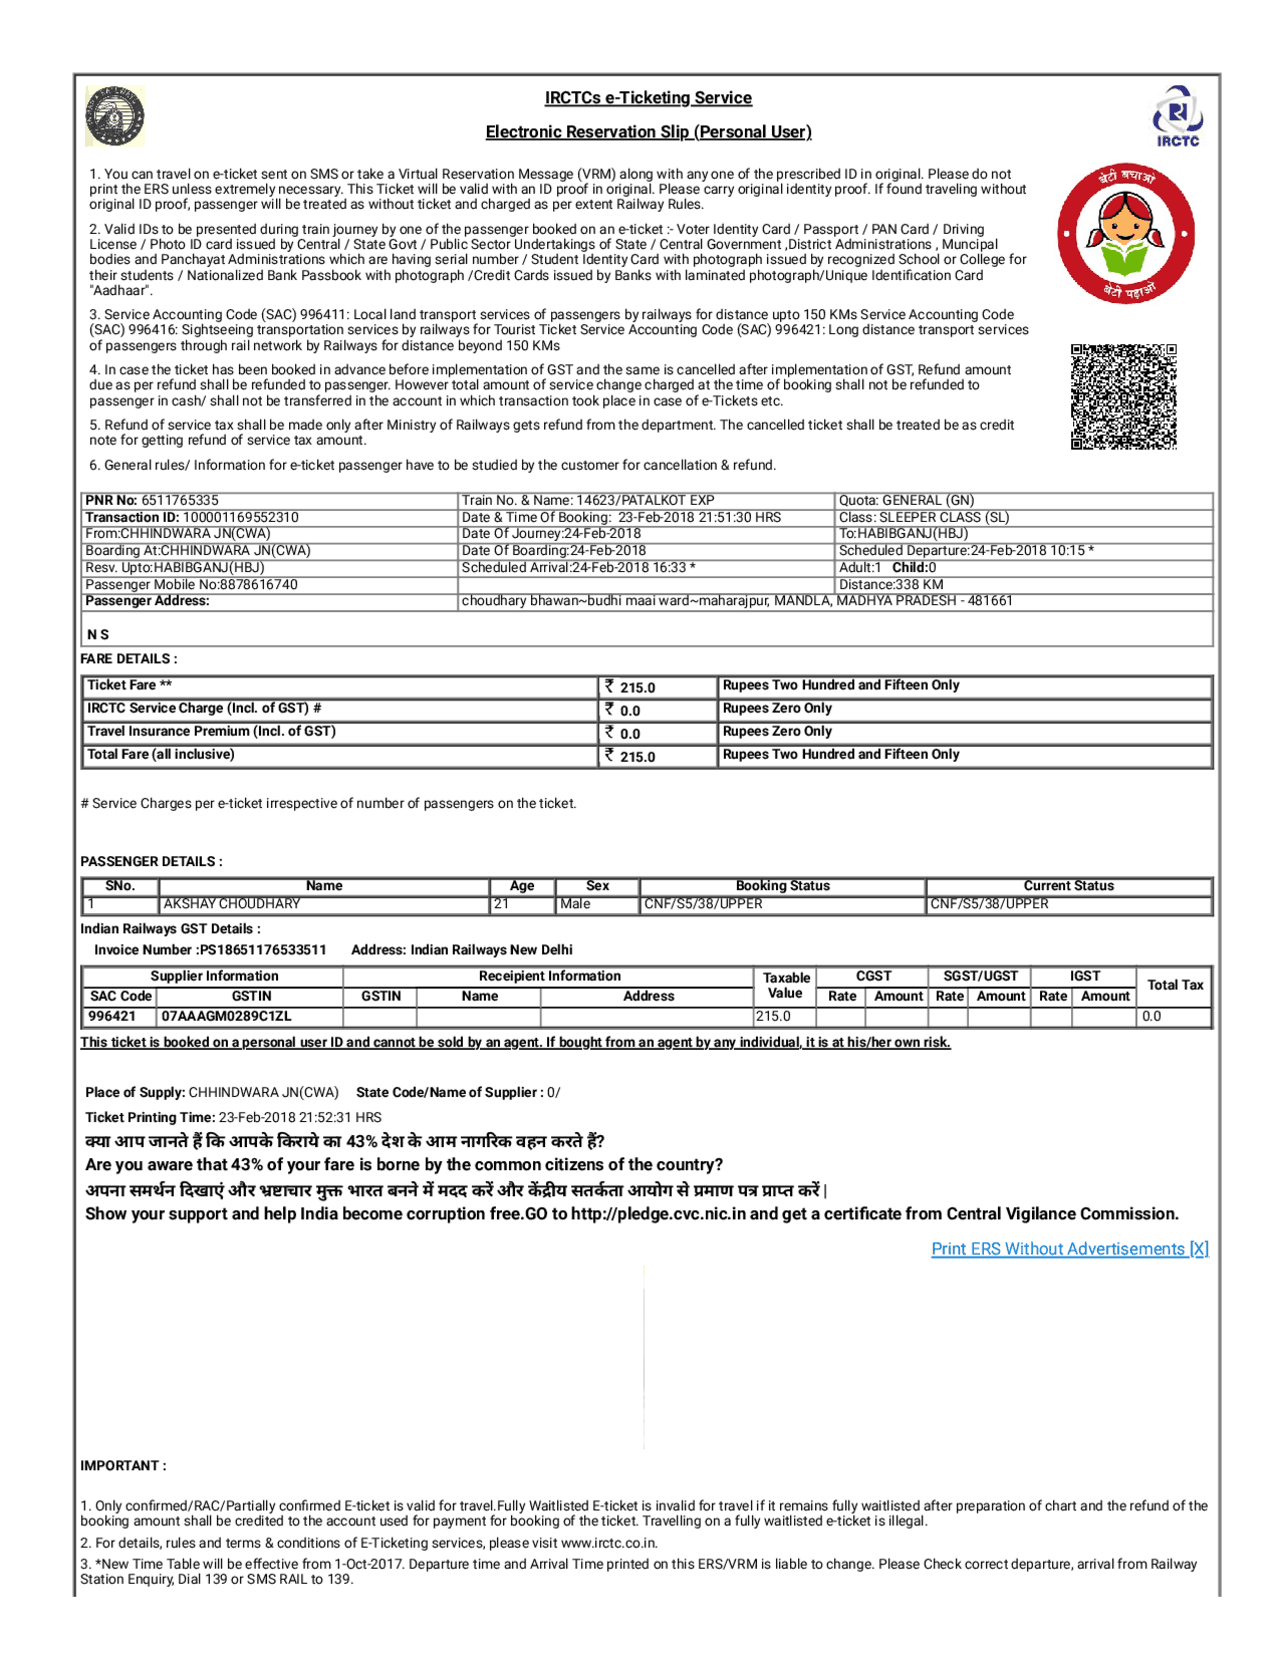 IRCTCs e-Ticketing Service
Electronic Reservation Slip (Personal User)
IRCTC
1. You can travel on e-ticket sent on SMS or take a Virtual Reservation Message (VRM) along with any one of the prescribed ID in original. Please do not
print the ERS unless extremely necessary. This Ticket will be valid with an ID proof in original. Please carry original identity proof. If found traveling without
original ID proof, passenger will be treated as without ticket and charged as per extent Railway Rules.
बेटी बचाओ
2. Valid IDs to be presented during train journey by one of the passenger booked on an e-ticket :- Voter Identity Card / Passport / PAN Card / Driving
License / Photo ID card issued by Central / State Govt / Public Sector Undertakings of State / Central Government ,District Administrations , Muncipal
bodies and Panchayat Administrations which are having serial number / Student Identity Card with photograph issued by recognized School or College for
their students / Nationalized Bank Passbook with photograph /Credit Cards issued by Banks with laminated photograph/Unique Identification Card
"Aadhaar".
बेटी पढ़ाओ
3. Service Accounting Code (SAC) 996411: Local land transport services of passengers by railways for distance upto 150 KMs Service Accounting Code
(SAC) 996416: Sightseeing transportation services by railways for Tourist Ticket Service Accounting Code (SAC) 996421: Long distance transport services
of passengers through rail network by Railways for distance beyond 150 KMs
4. In case the ticket has been booked in advance before implementation of GST and the same is cancelled after implementation of GST, Refund amount
due as per refund shall be refunded to passenger. However total amount of service change charged at the time of booking shall not be refunded to
passenger in cash/ shall not be transferred in the account in which transaction took place in case of e-Tickets etc.
5. Refund of service tax shall be made only after Ministry of Railways gets refund from the department. The cancelled ticket shall be treated be as credit
note for getting refund of service tax amount.
6. General rules/ Information for e-ticket passenger have to be studied by the customer for cancellation & refund.
PNR No: 6511765335 Train No. & Name: 14623/PATALKOT EXP Quota: GENERAL (GN)
Transaction ID: 100001169552310 Date & Time Of Booking: 23-Feb-2018 21:51:30 HRS Class: SLEEPER CLASS (SL)
From:CHHINDWARA JN(CWA) Date Of Journey:24-Feb-2018 To:HABIBGANJ(HBJ)
Boarding At:CHHINDWARA JN(CWA) Date Of Boarding:24-Feb-2018 Scheduled Departure:24-Feb-2018 10:15 *
Resv. Upto:HABIBGANJ(HBJ) Scheduled Arrival:24-Feb-2018 16:33 * Adult:1 Child:0
Passenger Mobile No:8878616740 Distance:338 KM
Passenger Address: choudhary bhawan~budhi maai ward~maharajpur, MANDLA, MADHYA PRADESH - 481661
N S
FARE DETAILS :
Ticket Fare ** ₹ 215.0 Rupees Two Hundred and Fifteen Only
IRCTC Service Charge (Incl. of GST) # ₹ 0.0 Rupees Zero Only
Travel Insurance Premium (Incl. of GST) ₹ 0.0 Rupees Zero Only
Total Fare (all inclusive) ₹ 215.0 Rupees Two Hundred and Fifteen Only
# Service Charges per e-ticket irrespective of number of passengers on the ticket.
PASSENGER DETAILS :
SNo. Name Age Sex Booking Status Current Status
1 AKSHAY CHOUDHARY 21 Male CNF/S5/38/UPPER CNF/S5/38/UPPER
Indian Railways GST Details :
Invoice Number :PS18651176533511 Address: Indian Railways New Delhi
Supplier Information Receipient Information Taxable Value CGST SGST/UGST IGST Total Tax
SAC Code GSTIN GSTIN Name Address Rate Amount Rate Amount Rate Amount
996421 07AAAGM0289C1ZL 215.0 0.0
This ticket is booked on a personal user ID and cannot be sold by an agent. If bought from an agent by any individual, it is at his/her own risk.
Place of Supply: CHHINDWARA JN(CWA) State Code/Name of Supplier : 0/
Ticket Printing Time: 23-Feb-2018 21:52:31 HRS
क्या आप जानते हैं कि आपके किराये का 43% देश के आम नागरिक वहन करते हैं?
Are you aware that 43% of your fare is borne by the common citizens of the country?
अपना समर्थन दिखाएं और भ्रष्टाचार मुक्त भारत बनने में मदद करें और केंद्रीय सतर्कता आयोग से प्रमाण पत्र प्राप्त करें |
Show your support and help India become corruption free.GO to http://pledge.cvc.nic.in and get a certificate from Central Vigilance Commission.
Print ERS Without Advertisements [X]
IMPORTANT :
1. Only confirmed/RAC/Partially confirmed E-ticket is valid for travel.Fully Waitlisted E-ticket is invalid for travel if it remains fully waitlisted after preparation of chart and the refund of the
booking amount shall be credited to the account used for payment for booking of the ticket. Travelling on a fully waitlisted e-ticket is illegal.
2. For details, rules and terms & conditions of E-Ticketing services, please visit www.irctc.co.in.
3. *New Time Table will be effective from 1-Oct-2017. Departure time and Arrival Time printed on this ERS/VRM is liable to change. Please Check correct departure, arrival from Railway
Station Enquiry, Dial 139 or SMS RAIL to 139.